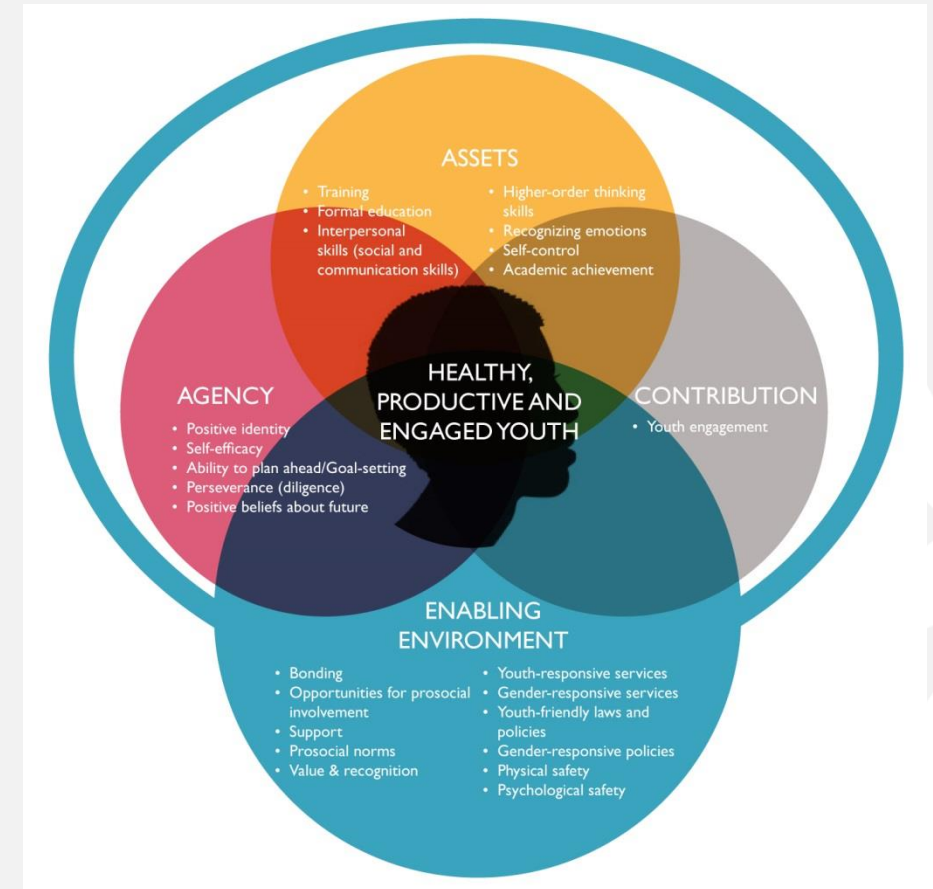 ASSETS
• Training
• Formal education
• Interpersonal
skills (social and
communication skills)
• Higher-order thinking
skills
• Recognizing emotions
• Self-control
• Academic achievement
AGENCY
• Positive identity
• Self-efficacy
• Ability to plan ahead/Goal-setting
• Perseverance (diligence)
• Positive beliefs about future
HEALTHY,
PRODUCTIVE AND
ENGAGED YOUTH
CONTRIBUTION
• Youth engagement
ENABLING
ENVIRONMENT
• Bonding
• Opportunities for prosocial
involvement
• Support
• Prosocial norms
• Value & recognition
• Youth-responsive services
• Gender-responsive services
• Youth-friendly laws and
policies
• Gender-responsive policies
• Physical safety
• Psychological safety